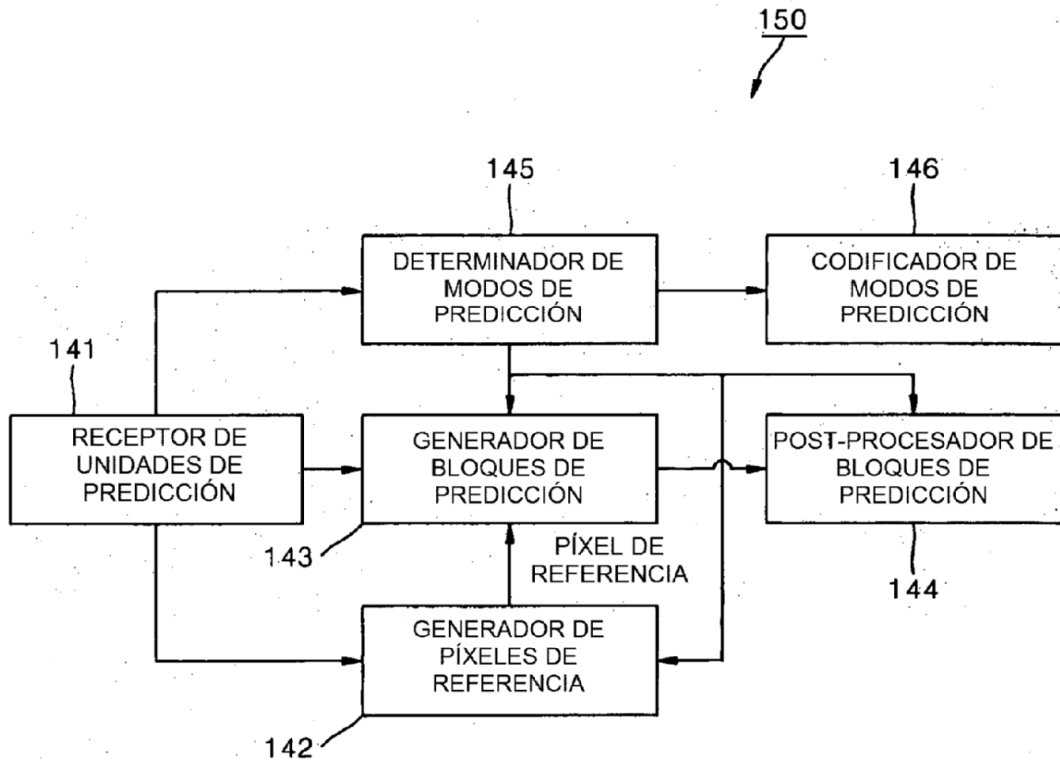 150
145
146
DETERMINADOR DE
MODOS DE
PREDICCIÓN
CODIFICADOR DE
MODOS DE
PREDICCIÓN
141
RECEPTOR DE
UNIDADES DE
PREDICCIÓN
GENERADOR DE
BLOQUES DE
PREDICCIÓN
POST-PROCESADOR DE
BLOQUES DE
PREDICCIÓN
143
PÍXEL DE
REFERENCIA
144
GENERADOR DE
PÍXELES DE
REFERENCIA
142